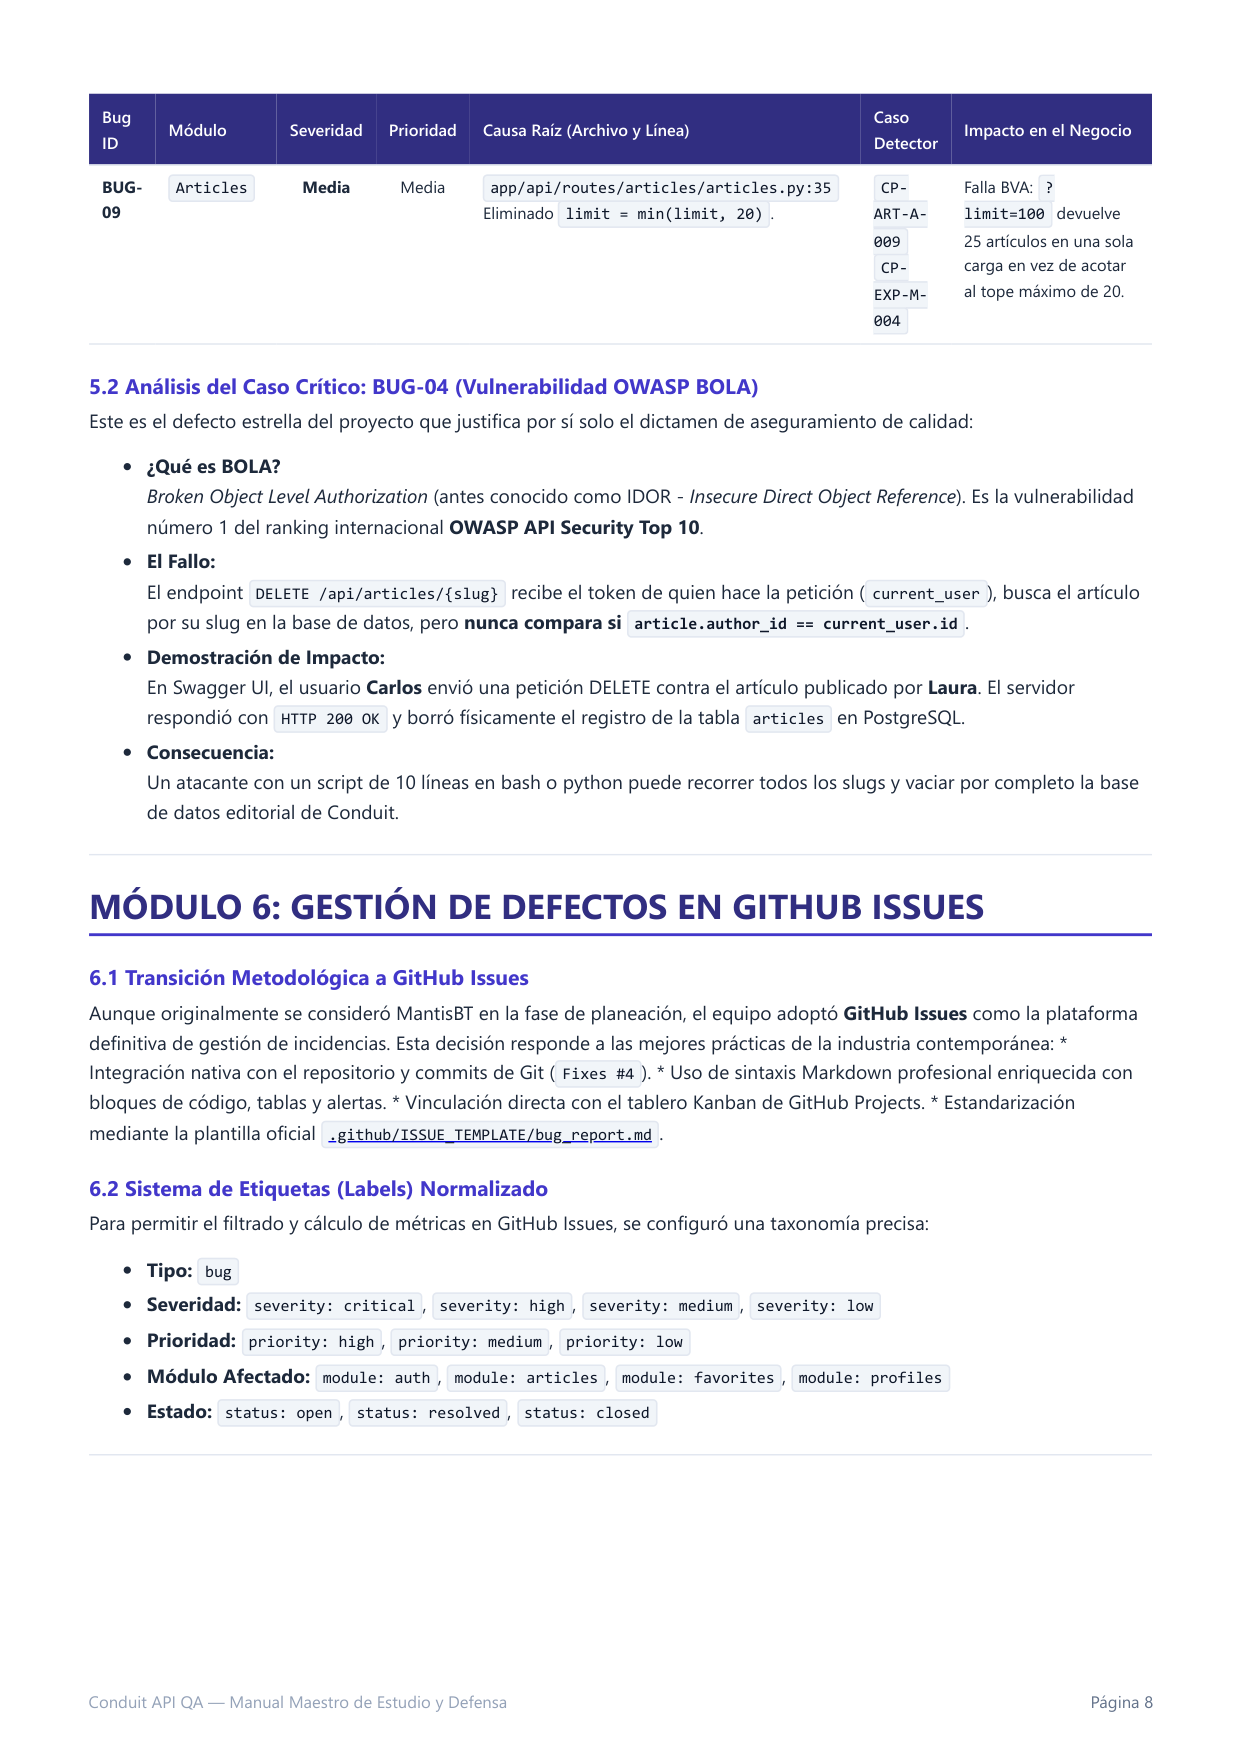 Bug ID Módulo Severidad Prioridad Causa Raíz (Archivo y Línea) Caso Detector Impacto en el Negocio
BUG-09 Articles Media Media app/api/routes/articles/articles.py:35 Eliminado limit = min(limit, 20) . CP-ART-A-009 CP-EXP-M-004 Falla BVA: ?limit=100 devuelve 25 artículos en una sola carga en vez de acotar al tope máximo de 20.
5.2 Análisis del Caso Crítico: BUG-04 (Vulnerabilidad OWASP BOLA)
Este es el defecto estrella del proyecto que justifica por sí solo el dictamen de aseguramiento de calidad:
• ¿Qué es BOLA?
Broken Object Level Authorization (antes conocido como IDOR - Insecure Direct Object Reference). Es la vulnerabilidad
número 1 del ranking internacional OWASP API Security Top 10.
• El Fallo:
El endpoint DELETE /api/articles/{slug} recibe el token de quien hace la petición ( current_user ), busca el artículo
por su slug en la base de datos, pero nunca compara si article.author_id == current_user.id .
• Demostración de Impacto:
En Swagger UI, el usuario Carlos envió una petición DELETE contra el artículo publicado por Laura. El servidor
respondió con HTTP 200 OK y borró físicamente el registro de la tabla articles en PostgreSQL.
• Consecuencia:
Un atacante con un script de 10 líneas en bash o python puede recorrer todos los slugs y vaciar por completo la base
de datos editorial de Conduit.
MÓDULO 6: GESTIÓN DE DEFECTOS EN GITHUB ISSUES
6.1 Transición Metodológica a GitHub Issues
Aunque originalmente se consideró MantisBT en la fase de planeación, el equipo adoptó GitHub Issues como la plataforma
definitiva de gestión de incidencias. Esta decisión responde a las mejores prácticas de la industria contemporánea: *
Integración nativa con el repositorio y commits de Git ( Fixes #4 ). * Uso de sintaxis Markdown profesional enriquecida con
bloques de código, tablas y alertas. * Vinculación directa con el tablero Kanban de GitHub Projects. * Estandarización
mediante la plantilla oficial .github/ISSUE_TEMPLATE/bug_report.md .
6.2 Sistema de Etiquetas (Labels) Normalizado
Para permitir el filtrado y cálculo de métricas en GitHub Issues, se configuró una taxonomía precisa:
• Tipo: bug
• Severidad: severity: critical , severity: high , severity: medium , severity: low
• Prioridad: priority: high , priority: medium , priority: low
• Módulo Afectado: module: auth , module: articles , module: favorites , module: profiles
• Estado: status: open , status: resolved , status: closed
Conduit API QA — Manual Maestro de Estudio y Defensa
Página 8